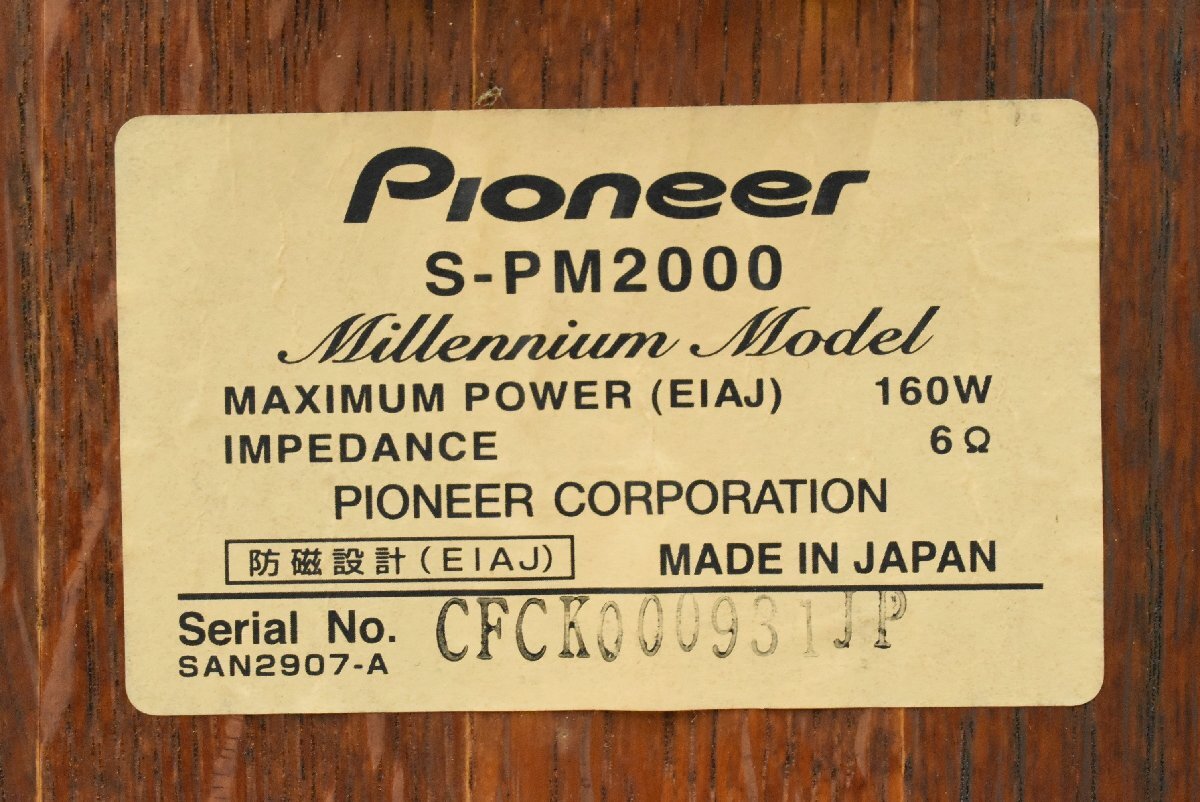 Pioneer
S-PM2000
Millennium Model
MAXIMUM POWER (EIAJ) 160W
IMPEDANCE 6Ω
PIONEER CORPORATION
防磁設計(EIAJ) MADE IN JAPAN
Serial No. CFCK000931JP
SAN2907-A